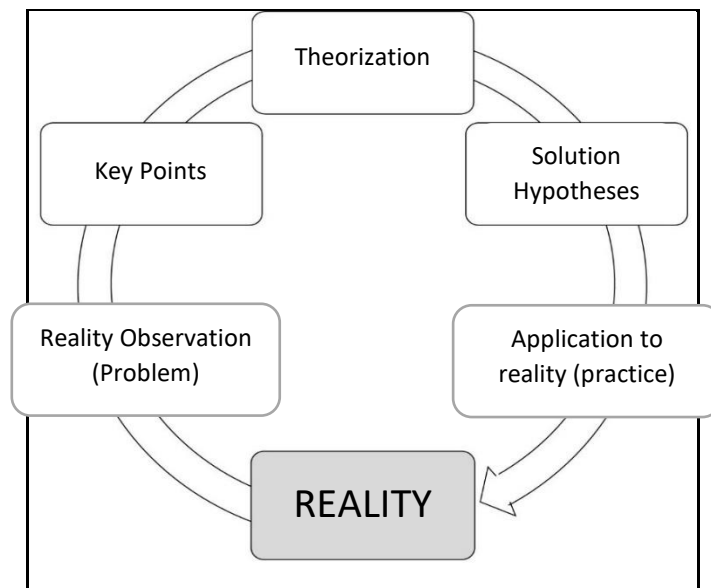 Theorization
Key Points
Solution
Hypotheses
Reality Observation
(Problem)
Application to
reality (practice)
REALITY